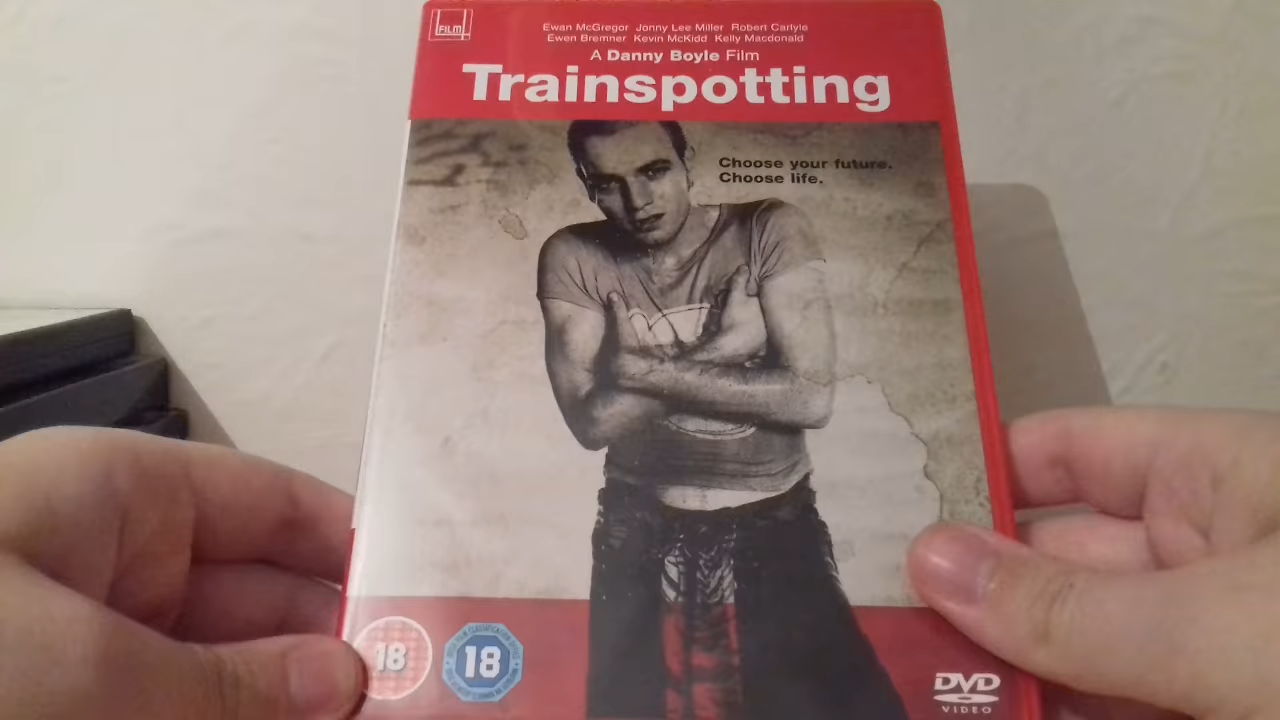 FILM
Ewan McGregor Jonny Lee Miller Robert Carlyle
Ewen Bremner Kevin McKidd Kelly Macdonald
A Danny Boyle Film
Trainspotting
Choose your future.
Choose life.
18
18
DVD
VIDEO